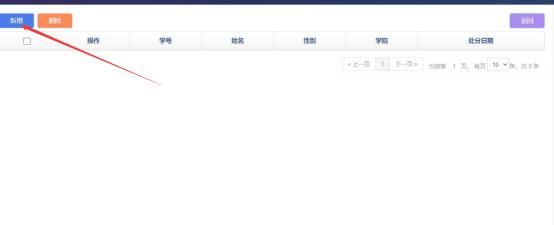 新增 删除 返回
操作 学号 姓名 性别 学院 处分日期
«上一页 1 下一页» 当前第 1 页, 每页 10 条, 共 0 条